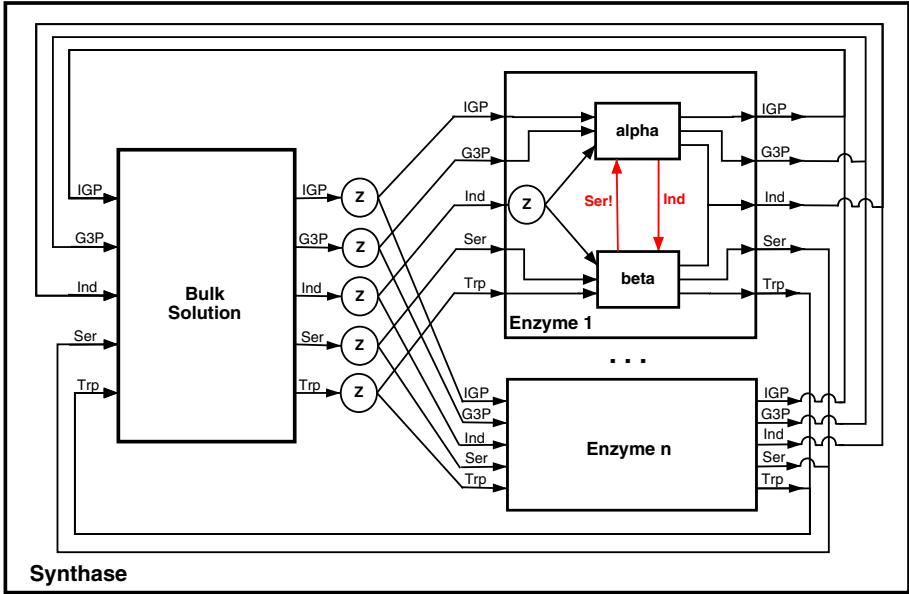 IGP
G3P
Ind
Ser
Trp
Bulk
Solution
IGP
G3P
Ind
Ser
Trp
Z
Z
Z
Z
Z
IGP
G3P
Ind
Ser
Trp
Z
alpha
Ser!
Ind
beta
Enzyme 1
IGP
G3P
Ind
Ser
Trp
. . .
IGP
G3P
Ind
Ser
Trp
Enzyme n
IGP
G3P
Ind
Ser
Trp
Synthase